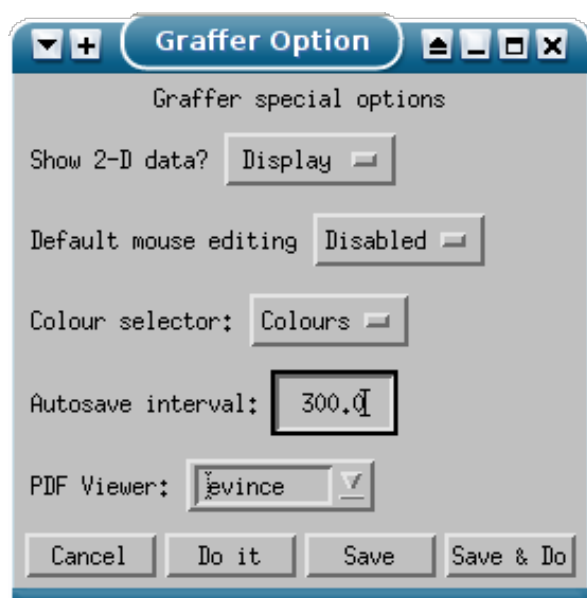 Graffer Option
Graffer special options
Show 2-D data? Display
Default mouse editing Disabled
Colour selector: Colours
Autosave interval: 300.0
PDF Viewer: evince
Cancel Do it Save Save & Do